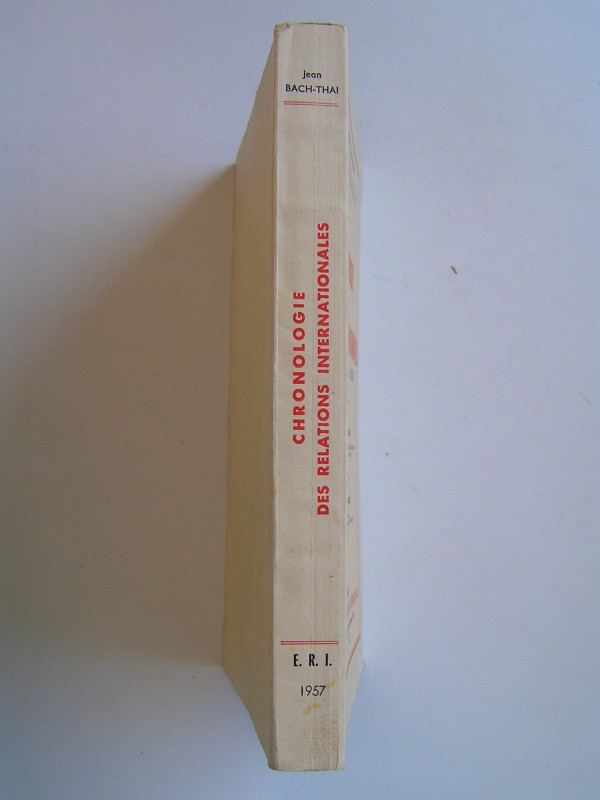 Jean
BACH-THAI
CHRONOLOGIE
DES RELATIONS INTERNATIONALES
E. R. I.
1957